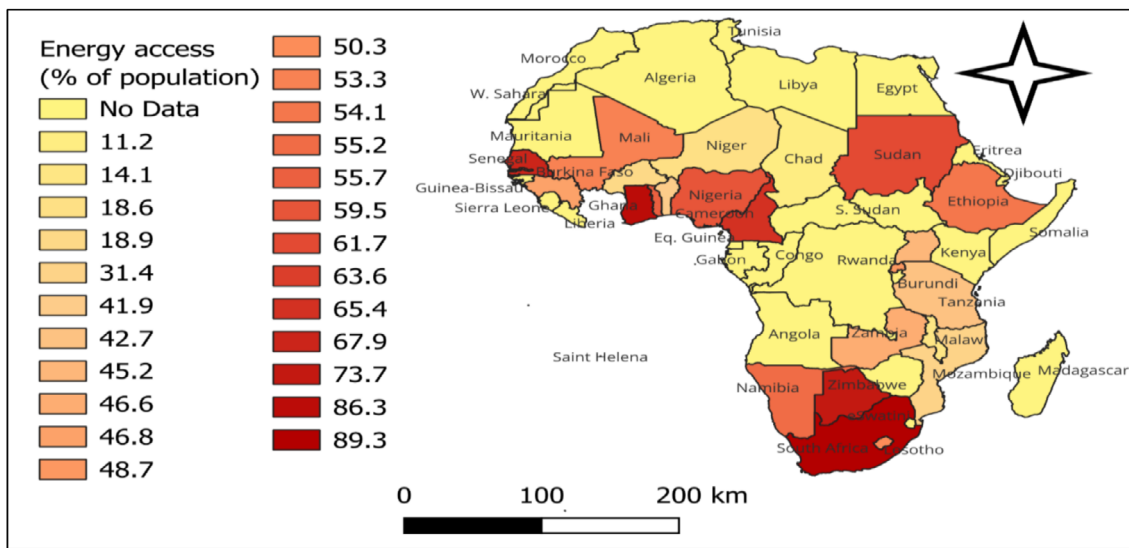 Energy access
(% of population)
No Data
11.2
14.1
18.6
18.9
31.4
41.9
42.7
45.2
46.6
46.8
48.7
50.3
53.3
54.1
55.2
55.7
59.5
61.7
63.6
65.4
67.9
73.7
86.3
89.3
Tunisia
Morocco
Algeria
Libya
Egypt
W. Sahara
Mauritania
Mali
Niger
Chad
Sudan
Eritrea
Senegal
Burkina Faso
Djibouti
Guinea-Bissau
Ghana
Nigeria
Ethiopia
Sierra Leone
Cameroon
S. Sudan
Liberia
Eq. Guinea
Somalia
Gabon
Congo
Rwanda
Kenya
Burundi
Tanzania
Angola
Zambia
Malawi
Saint Helena
Namibia
Zimbabwe
Mozambique
Madagascar
eSwatini
South Africa
Lesotho
0
100
200 km